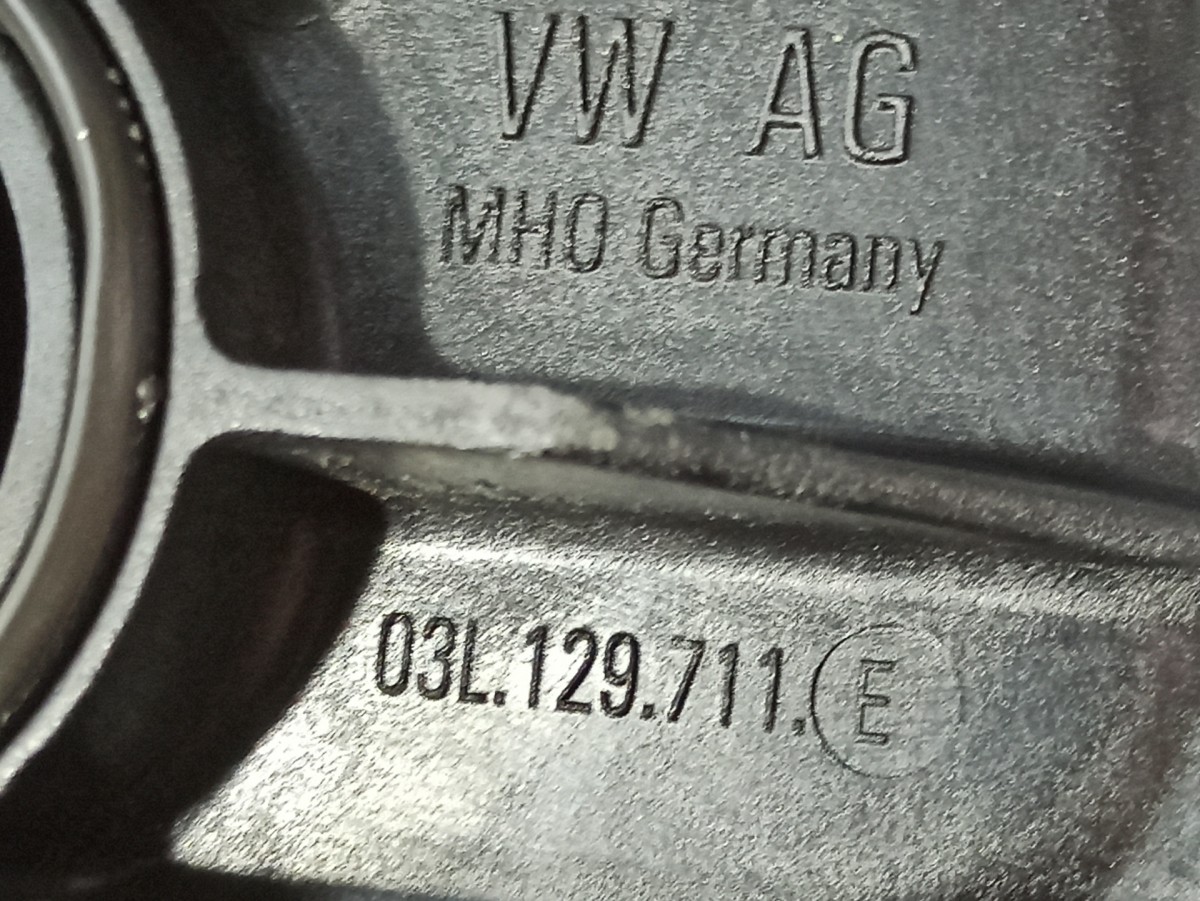 VW AG
MHO Germany
03L.129.711.E